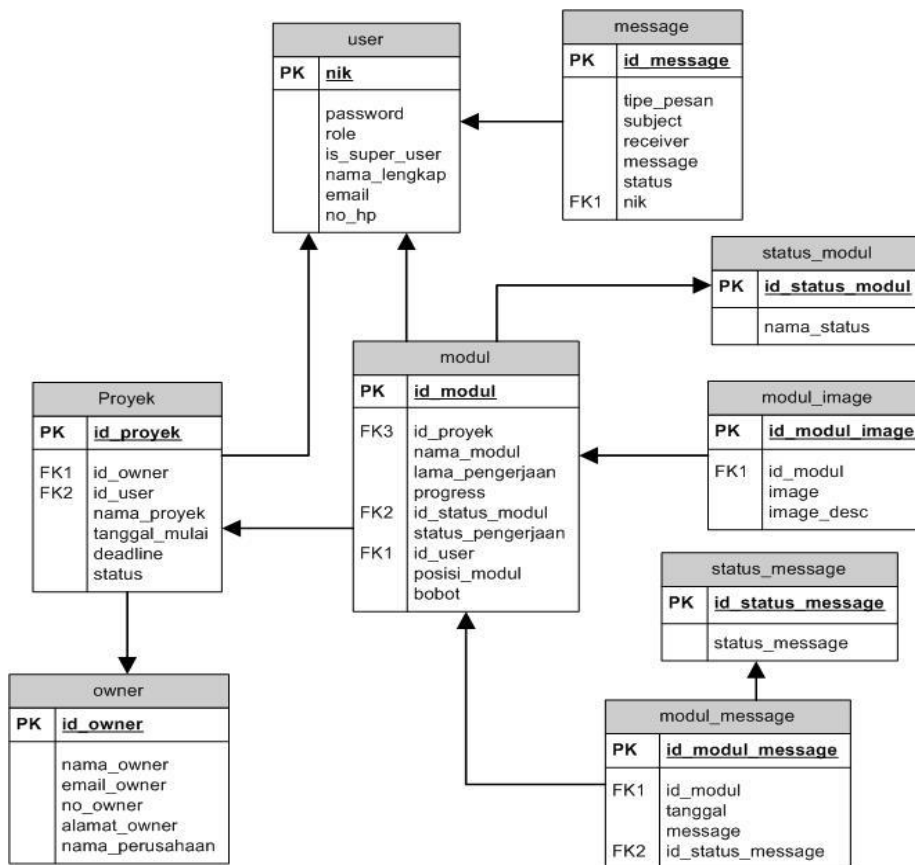 user
PK nik
password
role
is_super_user
nama_lengkap
email
no_hp
message
PK id_message
tipe_pesan
subject
receiver
message
status
FK1 nik
status_modul
PK id_status_modul
nama_status
modul
PK id_modul
FK3 id_proyek
nama_modul
lama_pengerjaan
progress
FK2 id_status_modul
status_pengerjaan
FK1 id_user
posisi_modul
bobot
Proyek
PK id_proyek
FK1 id_owner
FK2 id_user
nama_proyek
tanggal_mulai
deadline
status
modul_image
PK id_modul_image
FK1 id_modul
image
image_desc
status_message
PK id_status_message
status_message
owner
PK id_owner
nama_owner
email_owner
no_owner
alamat_owner
nama_perusahaan
modul_message
PK id_modul_message
FK1 id_modul
tanggal
message
FK2 id_status_message